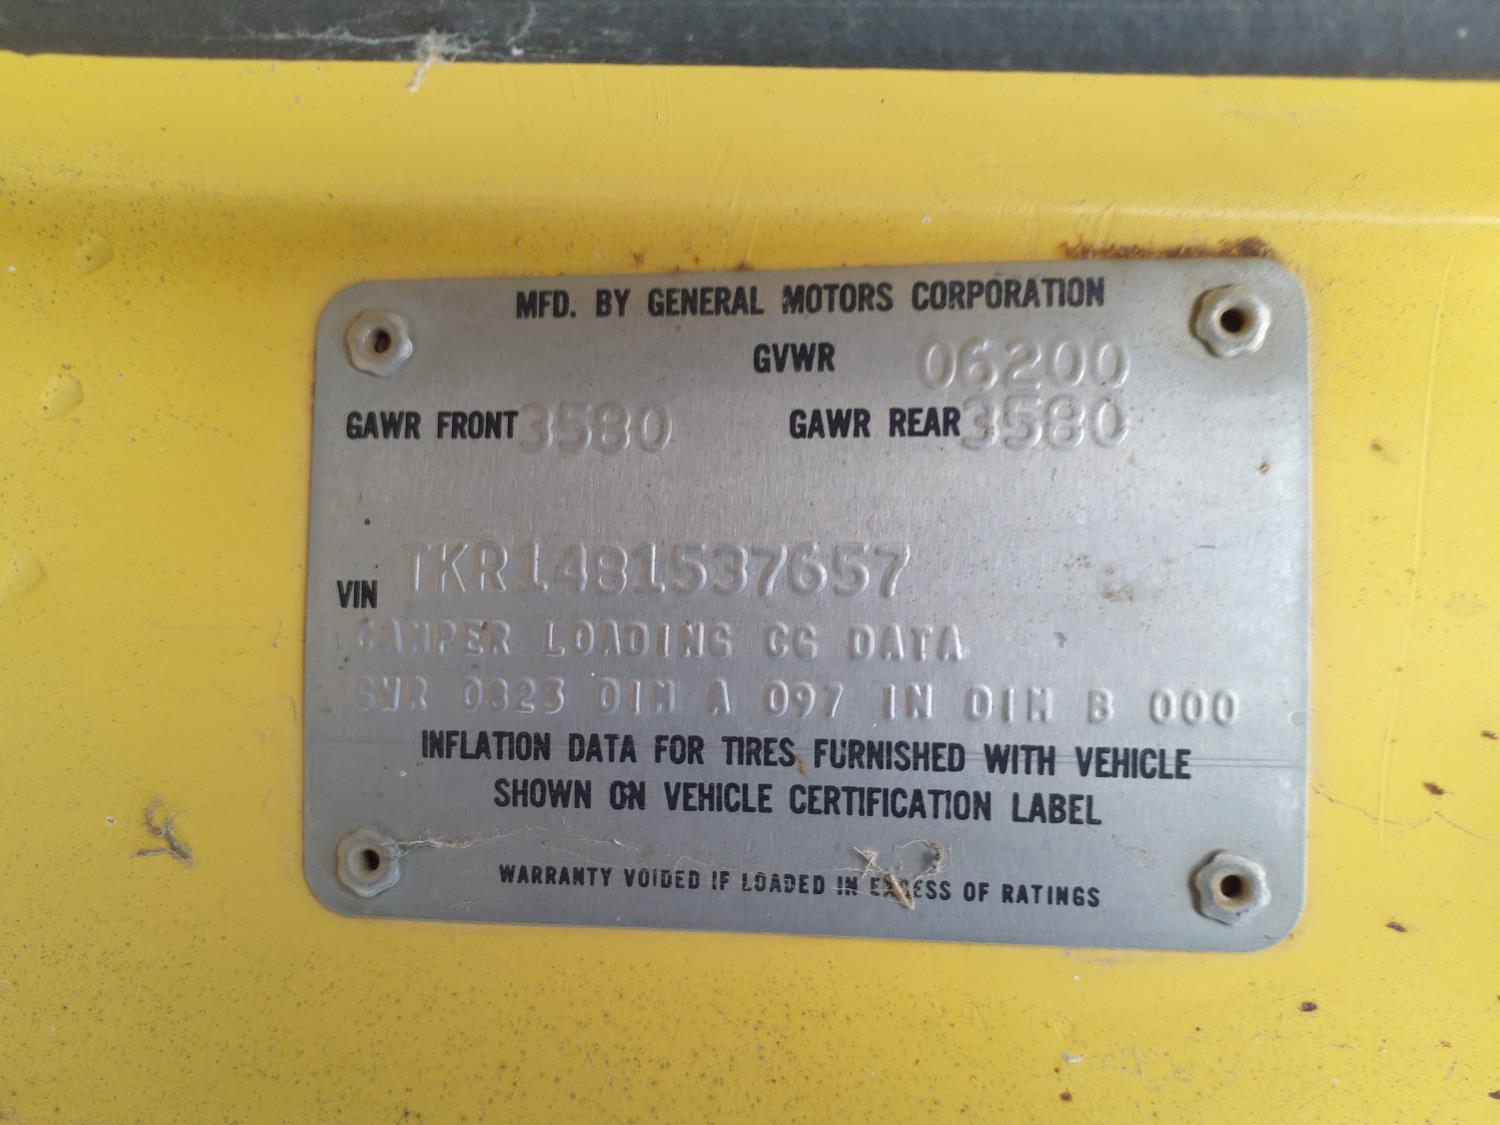 MFD. BY GENERAL MOTORS CORPORATION
GVWR 06200
GAWR FRONT 3580 GAWR REAR 3580
VIN TKR1481537657
CAMPER LOADING CG DATA
CWR 0823 DIM A 097 IN DIM B 000
INFLATION DATA FOR TIRES FURNISHED WITH VEHICLE
SHOWN ON VEHICLE CERTIFICATION LABEL
WARRANTY VOIDED IF LOADED IN EXCESS OF RATINGS